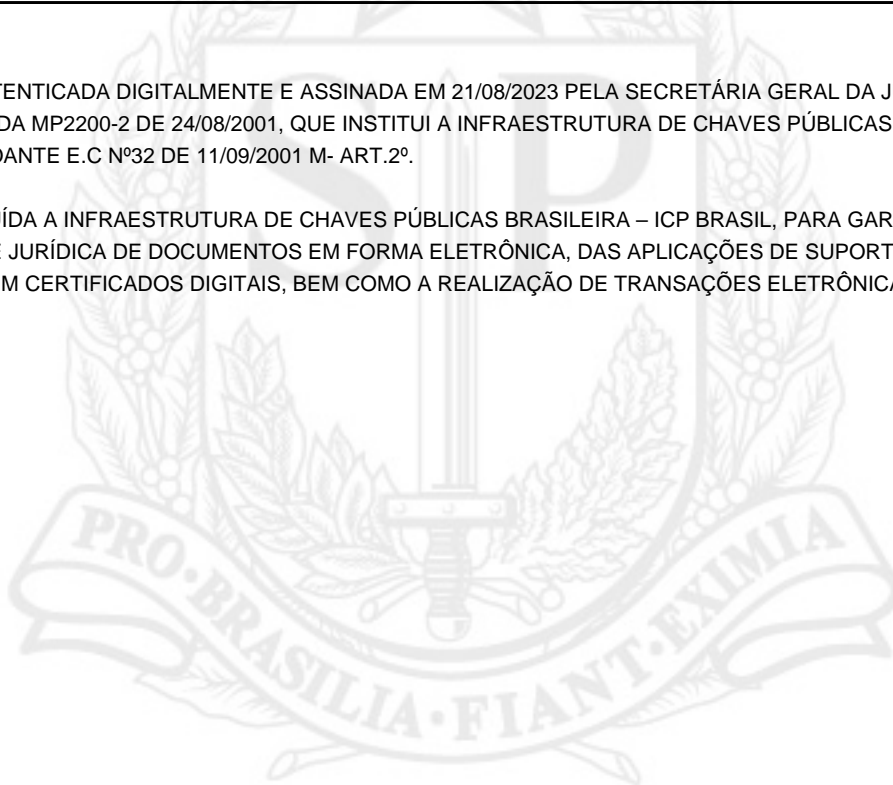 TENTICADA DIGITALMENTE E ASSINADA EM 21/08/2023 PELA SECRETÁRIA GERAL DA J
DA MP2200-2 DE 24/08/2001, QUE INSTITUI A INFRAESTRUTURA DE CHAVES PÚBLICAS
DANTE E.C Nº32 DE 11/09/2001 M- ART.2º.
UÍDA A INFRAESTRUTURA DE CHAVES PÚBLICAS BRASILEIRA – ICP BRASIL, PARA GAR
E JURÍDICA DE DOCUMENTOS EM FORMA ELETRÔNICA, DAS APLICAÇÕES DE SUPORT
M CERTIFICADOS DIGITAIS, BEM COMO A REALIZAÇÃO DE TRANSAÇÕES ELETRÔNICA
SP
PRO·BRASILIA·FIANT·EXIMIA